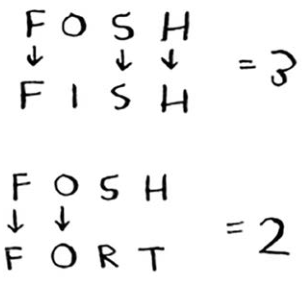 F O S H
↓ ↓ ↓ = 3
F I S H
F O S H
↓ ↓ = 2
F O R T